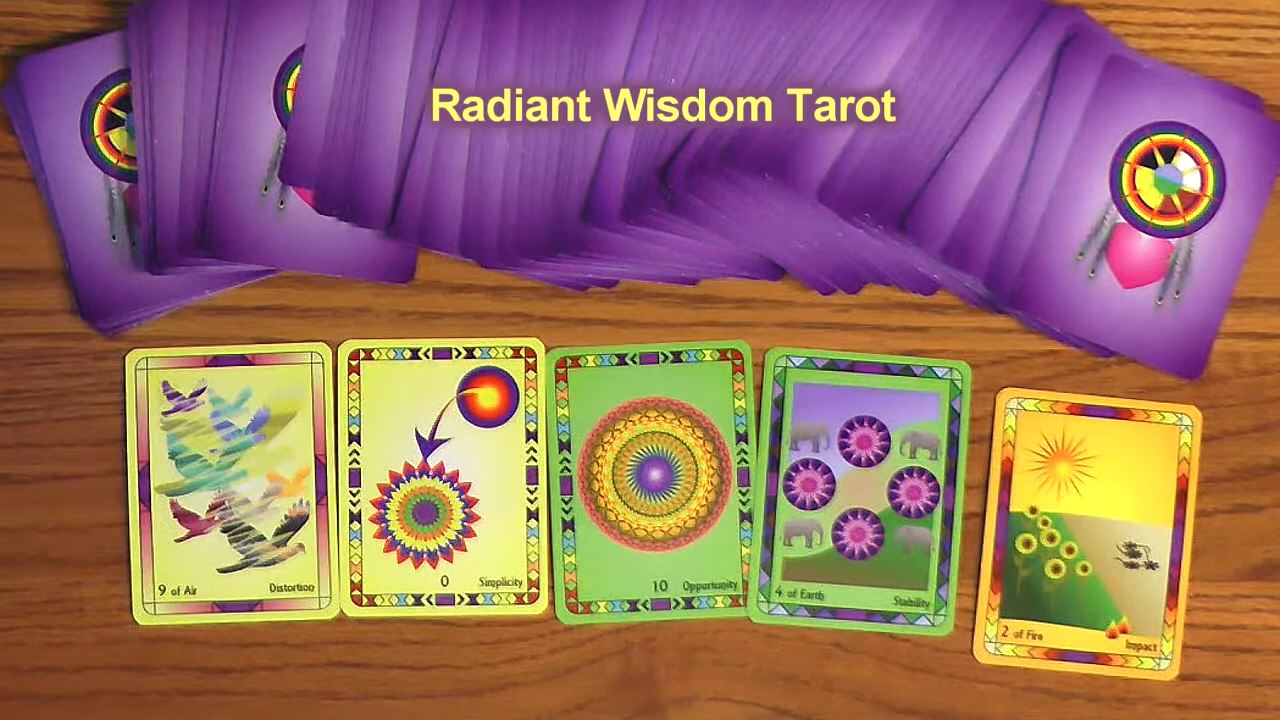 Radiant Wisdom Tarot
9 of Air Distortion
0 Simplicity
10 Opportunity
4 of Earth Stability
2 of Fire Impact